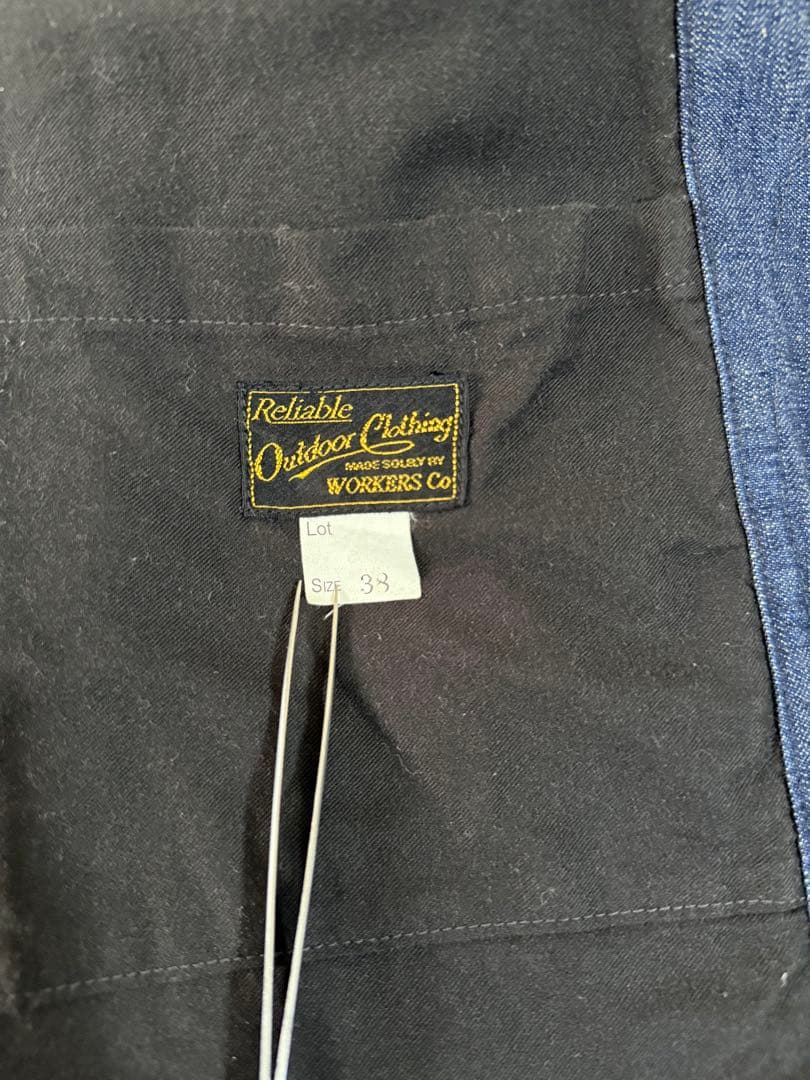 Reliable
Outdoor Clothing
MADE SOLELY BY
WORKERS Co
Lot
SIZE 38